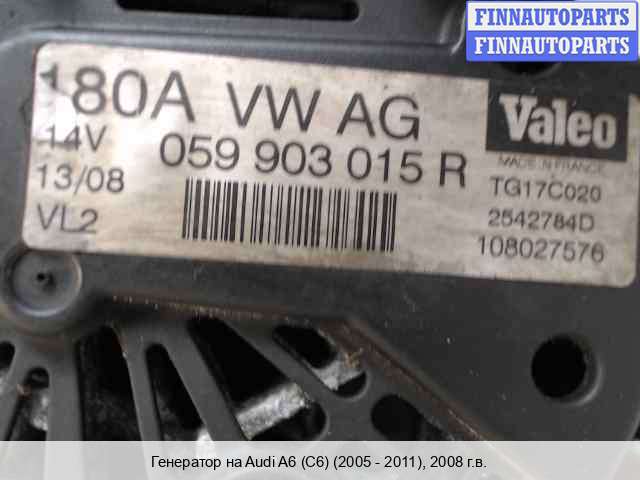 FINNAUTOPARTS
FINNAUTOPARTS
180A VW AG
14V
059 903 015 R
13/08
VL2
Valeo
MADE IN FRANCE
TG17C020
2542784D
108027576
Генератор на Audi A6 (C6) (2005 - 2011), 2008 г.в.